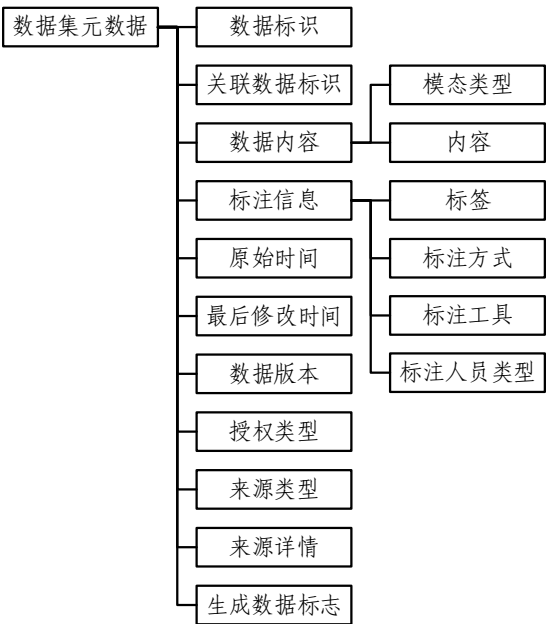 数据集元数据
数据标识
关联数据标识
模态类型
数据内容
内容
标注信息
标签
原始时间
标注方式
最后修改时间
标注工具
数据版本
标注人员类型
授权类型
来源类型
来源详情
生成数据标志